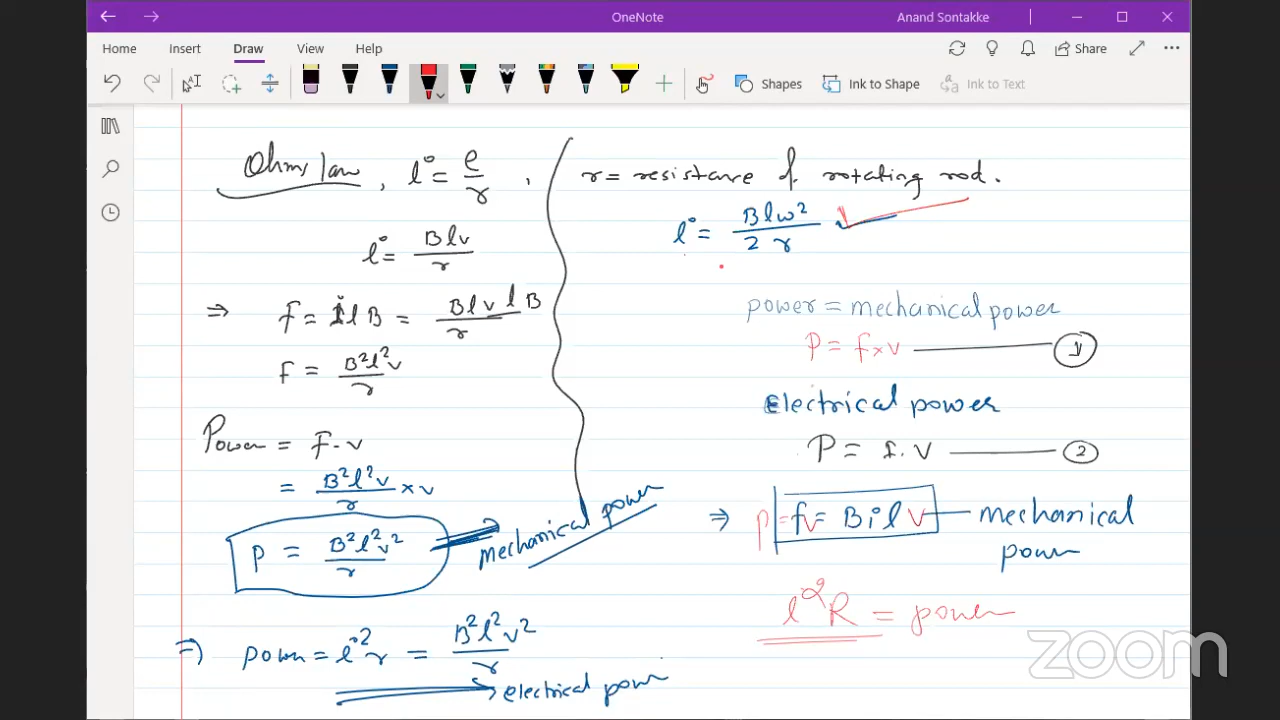 OneNote
Anand Sontakke
Home Insert Draw View Help
Share
Shapes
Ink to Shape
Ink to Text
Ohms law, i = e/r,
i = Blv/r
⇒ F = IlB = Blv lB/r
F = B²l²v/r
Power = F·v
= B²l²v/r × v
P = B²l²v²/r
mechanical power
⇒ power = i²r = B²l²v²/r
electrical power
r = resistance of rotating rod.
i = Blω²/2r
power = mechanical power
P = F×v ——— 1
Electrical power
P = I.V ——— 2
⇒ P = fv = Bilv — mechanical
power
i²R = power
zoom